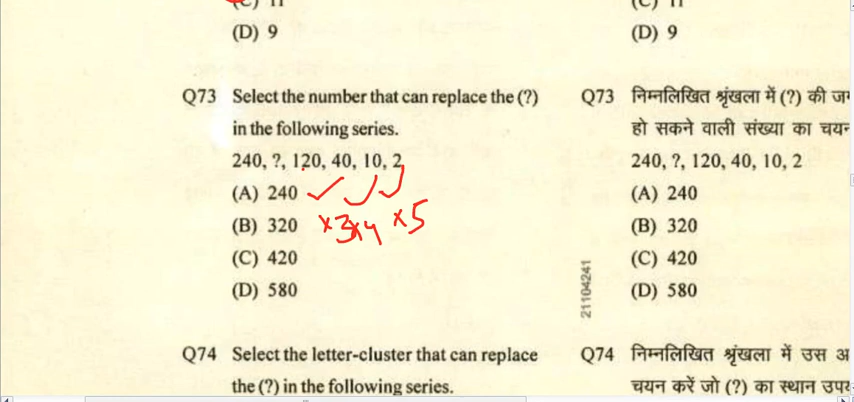 (C) 11
(D) 9
Q73 Select the number that can replace the (?)
in the following series.
240, ?, 120, 40, 10, 2
(A) 240
(B) 320
(C) 420
(D) 580
×3 ×4 ×5
Q74 Select the letter-cluster that can replace
the (?) in the following series.
(C) 11
(D) 9
Q73 निम्नलिखित श्रृंखला में (?) की
हो सकने वाली संख्या का
240, ?, 120, 40, 10, 2
(A) 240
(B) 320
(C) 420
(D) 580
21104241
Q74 निम्नलिखित श्रृंखला में उस
चयन करें जो (?) का स्थान